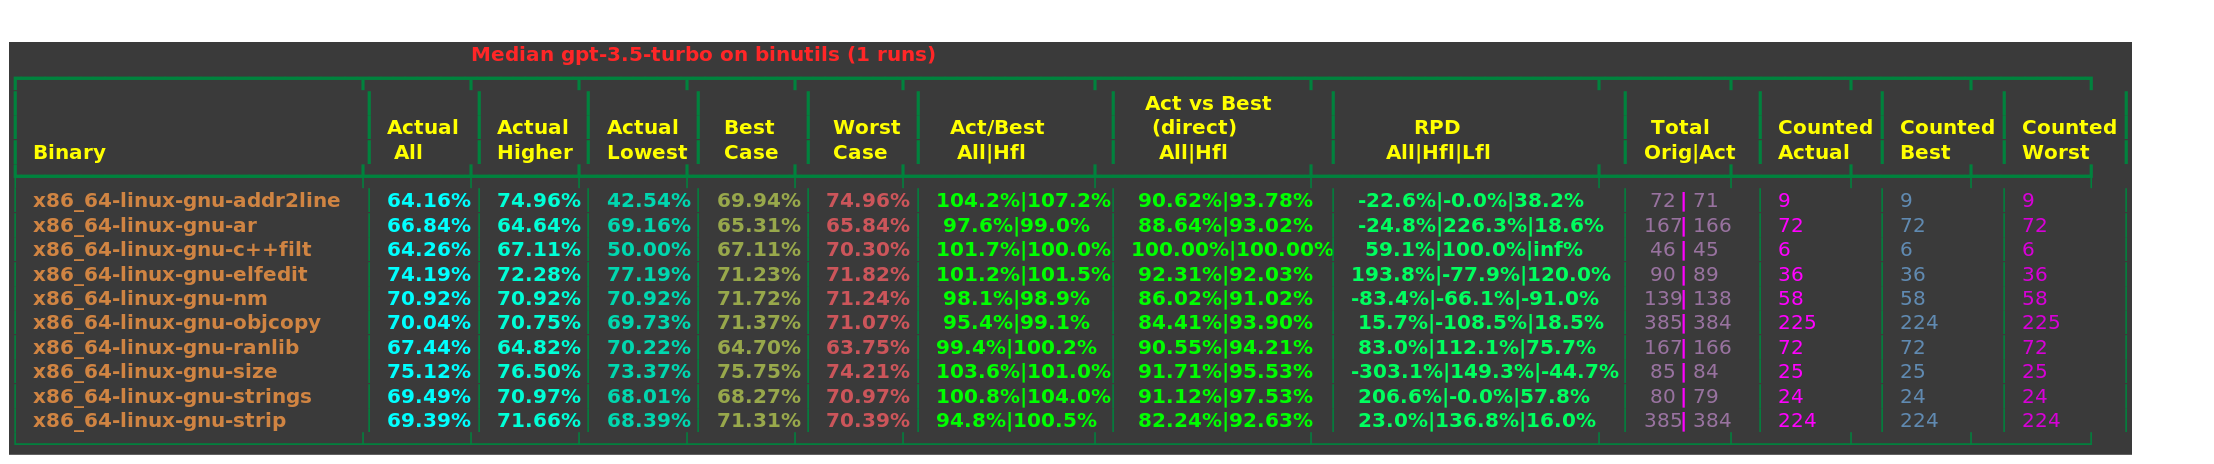 Median gpt-3.5-turbo on binutils (1 runs)
Act vs Best
Actual Actual Actual Best Worst Act/Best (direct) RPD Total Counted Counted Counted
Binary All Higher Lowest Case Case All|Hfl All|Hfl All|Hfl|Lfl Orig|Act Actual Best Worst
x86_64-linux-gnu-addr2line 64.16% 74.96% 42.54% 69.94% 74.96% 104.2%|107.2% 90.62%|93.78% -22.6%|-0.0%|38.2% 72 | 71 9 9 9
x86_64-linux-gnu-ar 66.84% 64.64% 69.16% 65.31% 65.84% 97.6%|99.0% 88.64%|93.02% -24.8%|226.3%|18.6% 167| 166 72 72 72
x86_64-linux-gnu-c++filt 64.26% 67.11% 50.00% 67.11% 70.30% 101.7%|100.0% 100.00%|100.00% 59.1%|100.0%|inf% 46 | 45 6 6 6
x86_64-linux-gnu-elfedit 74.19% 72.28% 77.19% 71.23% 71.82% 101.2%|101.5% 92.31%|92.03% 193.8%|-77.9%|120.0% 90 | 89 36 36 36
x86_64-linux-gnu-nm 70.92% 70.92% 70.92% 71.72% 71.24% 98.1%|98.9% 86.02%|91.02% -83.4%|-66.1%|-91.0% 139| 138 58 58 58
x86_64-linux-gnu-objcopy 70.04% 70.75% 69.73% 71.37% 71.07% 95.4%|99.1% 84.41%|93.90% 15.7%|-108.5%|18.5% 385| 384 225 224 225
x86_64-linux-gnu-ranlib 67.44% 64.82% 70.22% 64.70% 63.75% 99.4%|100.2% 90.55%|94.21% 83.0%|112.1%|75.7% 167| 166 72 72 72
x86_64-linux-gnu-size 75.12% 76.50% 73.37% 75.75% 74.21% 103.6%|101.0% 91.71%|95.53% -303.1%|149.3%|-44.7% 85 | 84 25 25 25
x86_64-linux-gnu-strings 69.49% 70.97% 68.01% 68.27% 70.97% 100.8%|104.0% 91.12%|97.53% 206.6%|-0.0%|57.8% 80 | 79 24 24 24
x86_64-linux-gnu-strip 69.39% 71.66% 68.39% 71.31% 70.39% 94.8%|100.5% 82.24%|92.63% 23.0%|136.8%|16.0% 385| 384 224 224 224